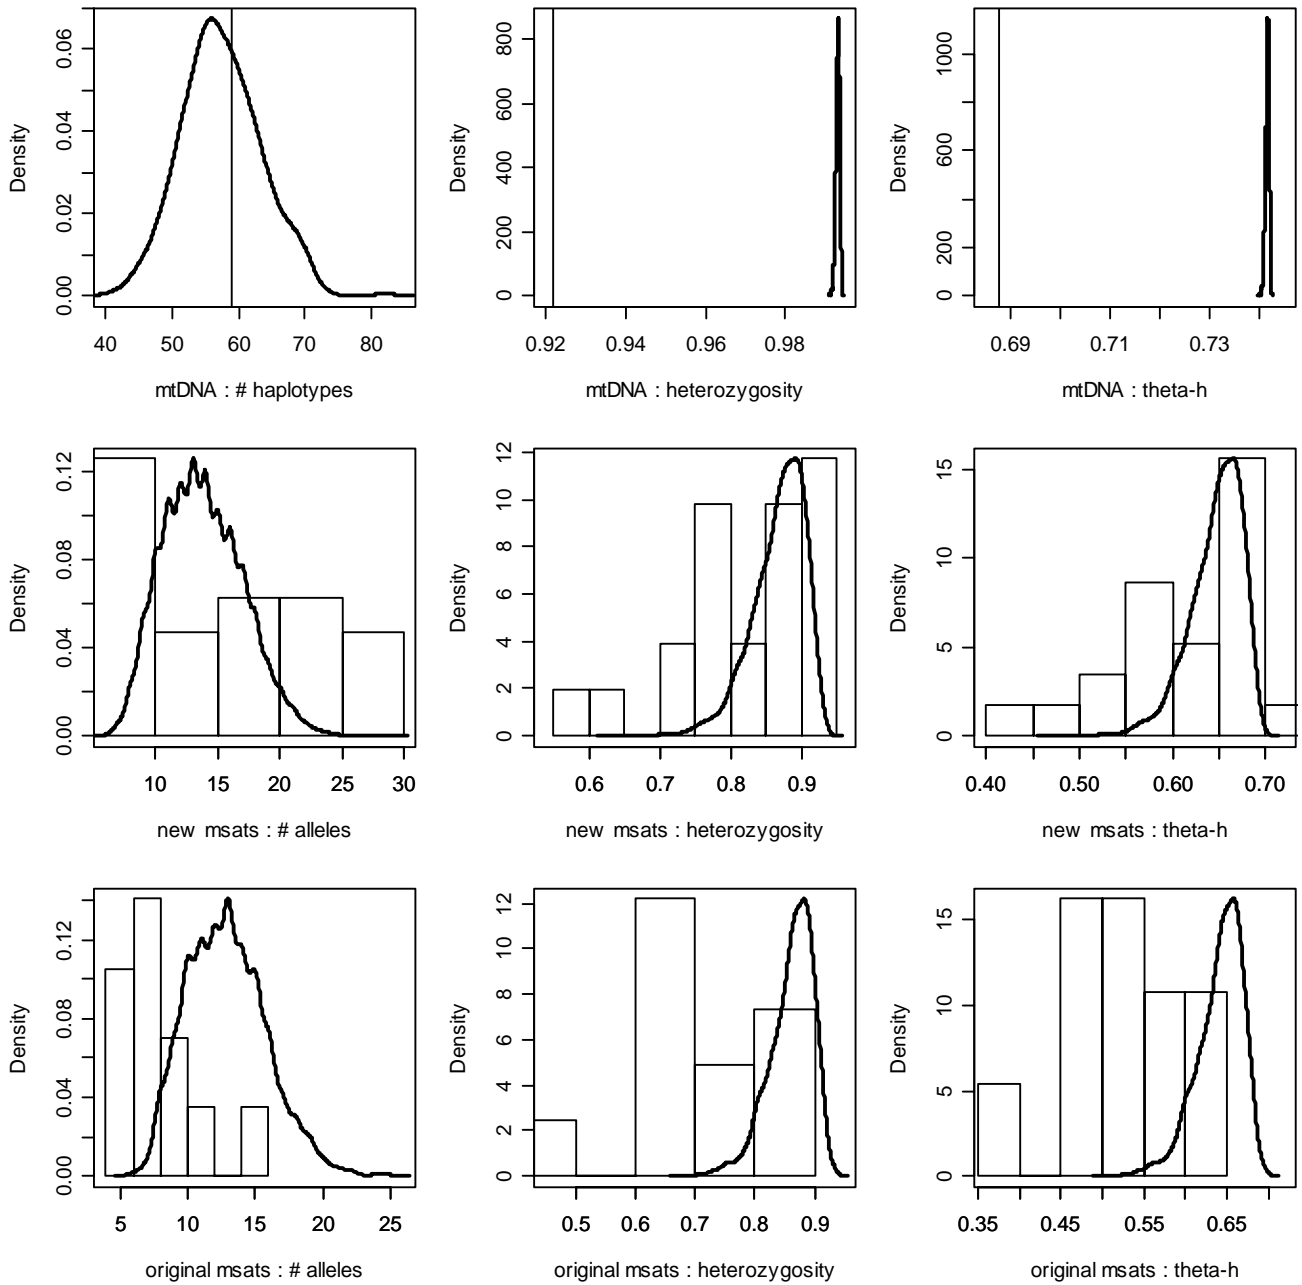 Density
0.00 0.02 0.04 0.06
40 50 60 70 80
mtDNA : # haplotypes
Density
0 200 400 600 800
0.92 0.94 0.96 0.98
mtDNA : heterozygosity
Density
0 200 600 1000
0.69 0.71 0.73
mtDNA : theta-h
Density
0.00 0.04 0.08 0.12
10 15 20 25 30
new msats : # alleles
Density
0 2 4 6 8 10 12
0.6 0.7 0.8 0.9
new msats : heterozygosity
Density
0 5 10 15
0.40 0.50 0.60 0.70
new msats : theta-h
Density
0.00 0.04 0.08 0.12
5 10 15 20 25
original msats : # alleles
Density
0 2 4 6 8 10 12
0.5 0.6 0.7 0.8 0.9
original msats : heterozygosity
Density
0 5 10 15
0.35 0.45 0.55 0.65
original msats : theta-h